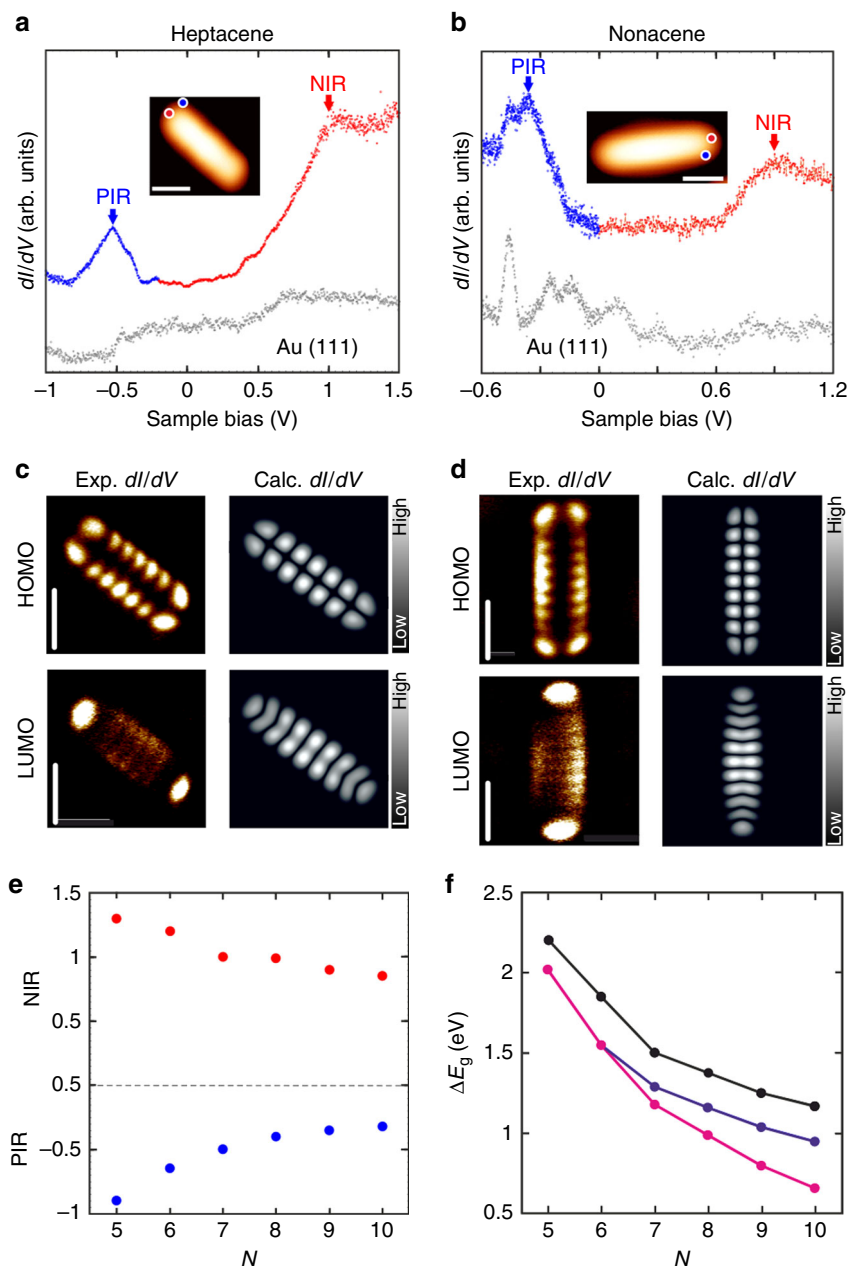 a
Heptacene
NIR
PIR
Au (111)
dI/dV (arb. units)
−1 −0.5 0 0.5 1 1.5
Sample bias (V)
b
Nonacene
PIR
NIR
Au (111)
dI/dV (arb. units)
−0.6 0 0.6 1.2
Sample bias (V)
c
Exp. dI/dV Calc. dI/dV
HOMO
High
Low
LUMO
High
Low
d
Exp. dI/dV Calc. dI/dV
HOMO
High
Low
LUMO
High
Low
e
1.5
1
0.5
0.5
−0.5
−1
NIR
PIR
5 6 7 8 9 10
N
f
2.5
2
1.5
1
0.5
ΔEg (eV)
5 6 7 8 9 10
N